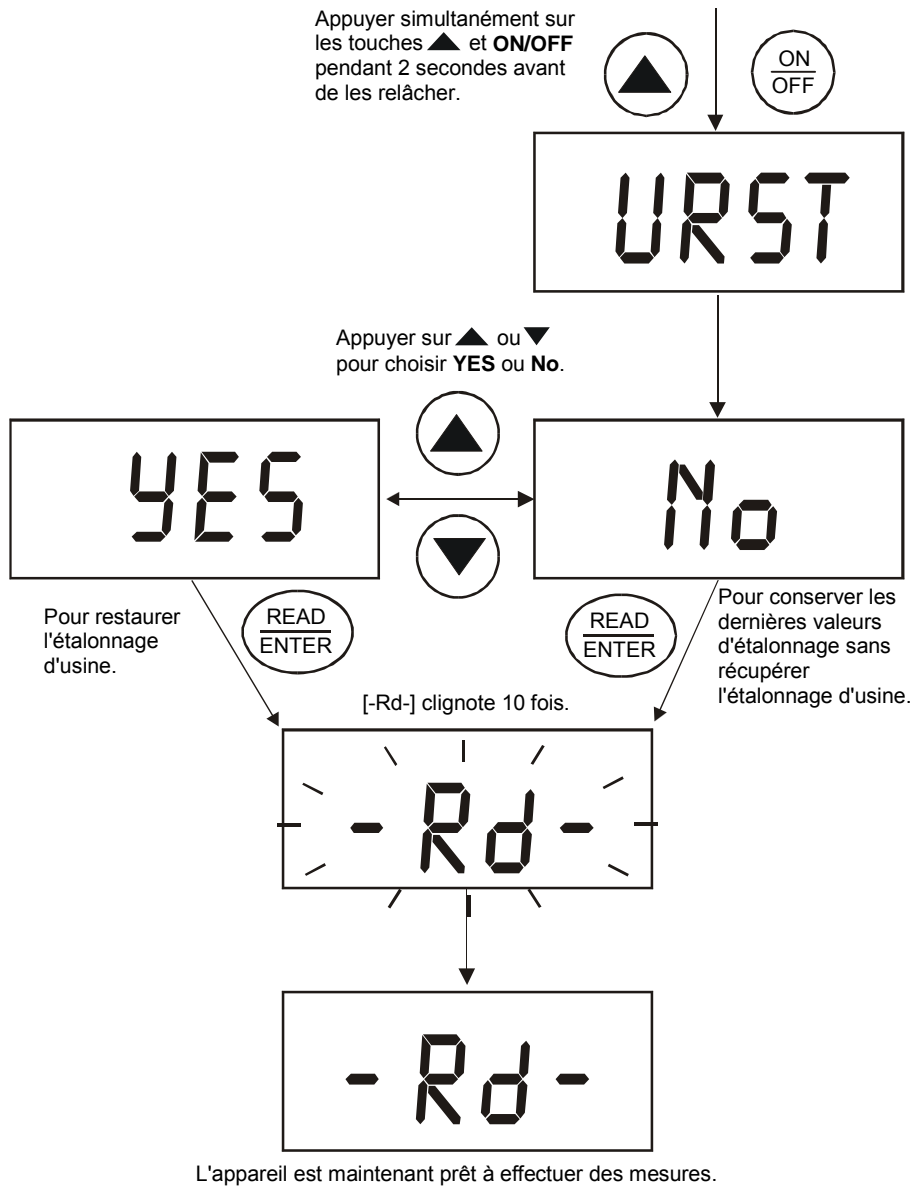 Appuyer simultanément sur
les touches ▲ et ON/OFF
pendant 2 secondes avant
de les relâcher.
ON
OFF
URST
Appuyer sur ▲ ou ▼
pour choisir YES ou No.
YES
No
Pour restaurer
l'étalonnage
d'usine.
READ
ENTER
READ
ENTER
Pour conserver les
dernières valeurs
d'étalonnage sans
récupérer
l'étalonnage d'usine.
[-Rd-] clignote 10 fois.
-Rd-
-Rd-
L'appareil est maintenant prêt à effectuer des mesures.